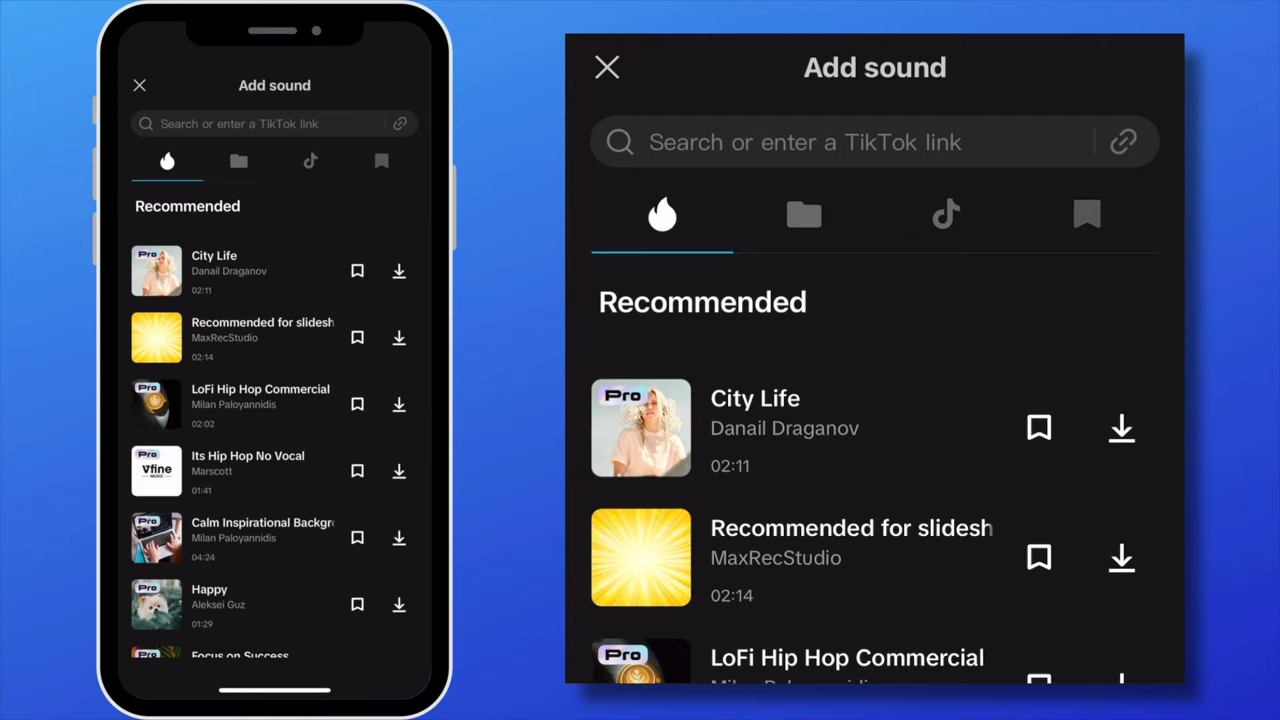 Add sound
Search or enter a TikTok link
Recommended
Pro
City Life
Danail Draganov
02:11
Recommended for slidesh
MaxRecStudio
02:14
Pro
LoFi Hip Hop Commercial
Milan Paloyannidis
02:02
Pro
Vfine
MUSIC
Its Hip Hop No Vocal
Marscott
01:41
Pro
Calm Inspirational Backgr
Milan Paloyannidis
04:24
Pro
Happy
Aleksei Guz
01:29
Pro
Focus on Success
Add sound
Search or enter a TikTok link
Recommended
Pro
City Life
Danail Draganov
02:11
Recommended for slidesh
MaxRecStudio
02:14
Pro
LoFi Hip Hop Commercial
Milan Paloyannidis